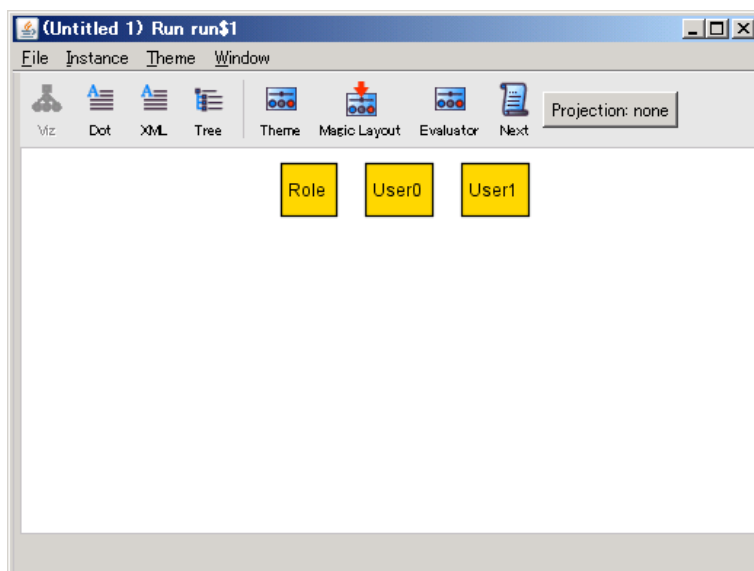 (Untitled 1) Run run$1
File Instance Theme Window
Viz Dot XML Tree Theme Magic Layout Evaluator Next Projection: none
Role User0 User1